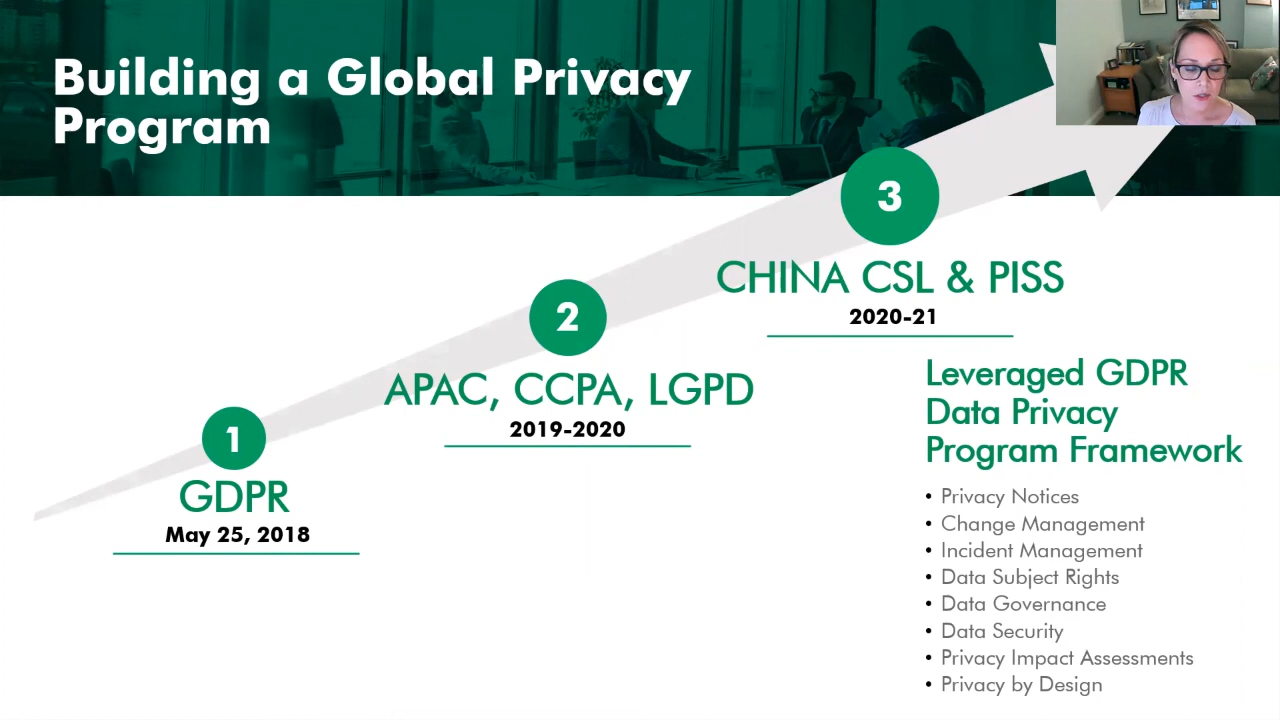 Building a Global Privacy
Program
3
CHINA CSL & PISS
2020-21
2
APAC, CCPA, LGPD
2019-2020
1
GDPR
May 25, 2018
Leveraged GDPR
Data Privacy
Program Framework
• Privacy Notices
• Change Management
• Incident Management
• Data Subject Rights
• Data Governance
• Data Security
• Privacy Impact Assessments
• Privacy by Design